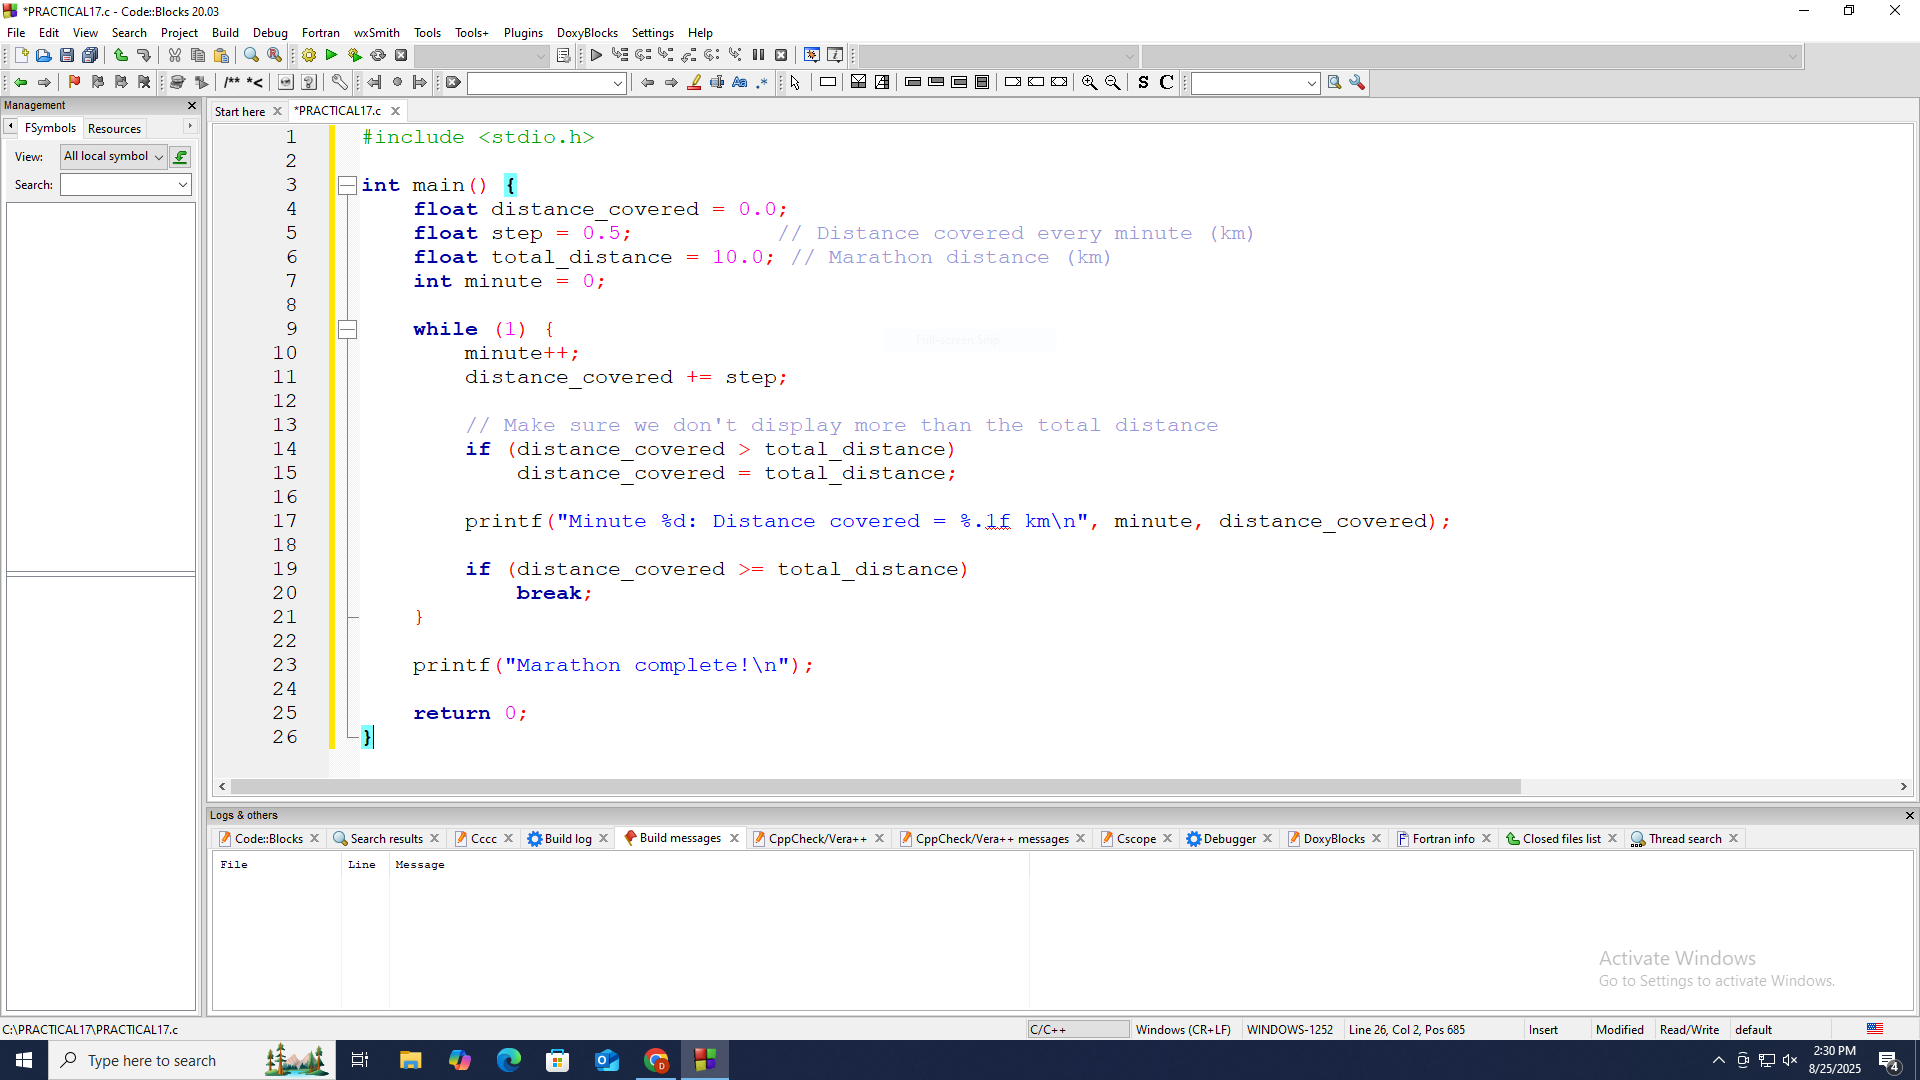 *PRACTICAL17.c - Code::Blocks 20.03
File Edit View Search Project Build Debug Fortran wxSmith Tools Tools+ Plugins DoxyBlocks Settings Help
/** *< Aa .* S C
Management
Start here *PRACTICAL17.c
FSymbols Resources
View: All local symbol
Search:
1 #include <stdio.h>
2
3 int main() {
4 float distance_covered = 0.0;
5 float step = 0.5; // Distance covered every minute (km)
6 float total_distance = 10.0; // Marathon distance (km)
7 int minute = 0;
8
9 while (1) {
10 minute++;
11 distance_covered += step;
12
13 // Make sure we don't display more than the total distance
14 if (distance_covered > total_distance)
15 distance_covered = total_distance;
16
17 printf("Minute %d: Distance covered = %.1f km\n", minute, distance_covered);
18
19 if (distance_covered >= total_distance)
20 break;
21 }
22
23 printf("Marathon complete!\n");
24
25 return 0;
26 }
Full-screen Snip
Logs & others
Code::Blocks Search results Cccc Build log Build messages CppCheck/Vera++ CppCheck/Vera++ messages Cscope Debugger DoxyBlocks Fortran info Closed files list Thread search
File Line Message
Activate Windows
Go to Settings to activate Windows.
C:\PRACTICAL17\PRACTICAL17.c C/C++ Windows (CR+LF) WINDOWS-1252 Line 26, Col 2, Pos 685 Insert Modified Read/Write default
Type here to search
2:30 PM
8/25/2025
4